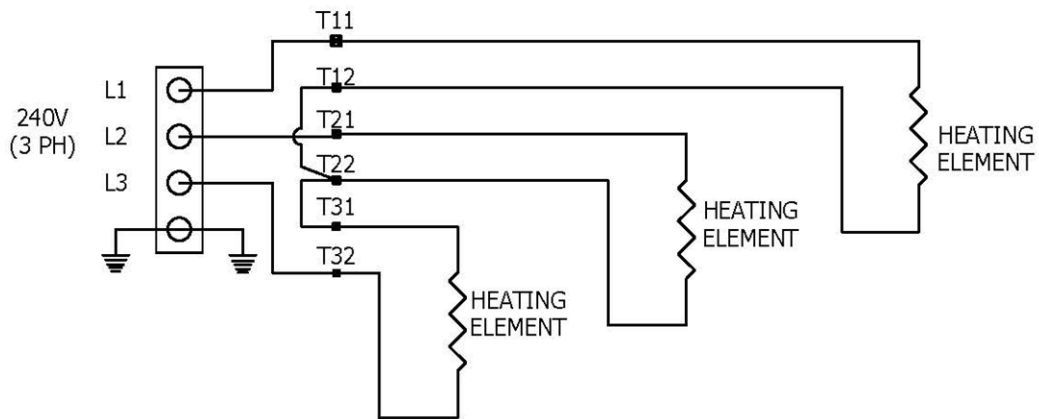 T11
L1
T12
240V
(3 PH)
L2
T21
HEATING
ELEMENT
L3
T22
HEATING
ELEMENT
T31
T32
HEATING
ELEMENT